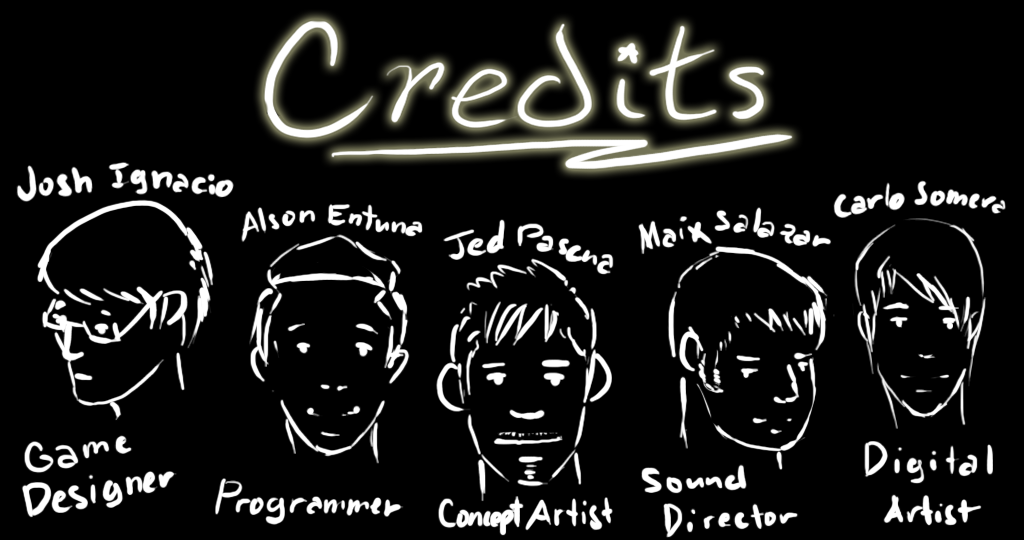 Credits
Josh Ignacio
Alson Entuna
Jed Pascua
Maix Salazar
Carlo Somera
Game
Designer
Programmer
Concept Artist
Sound
Director
Digital
Artist